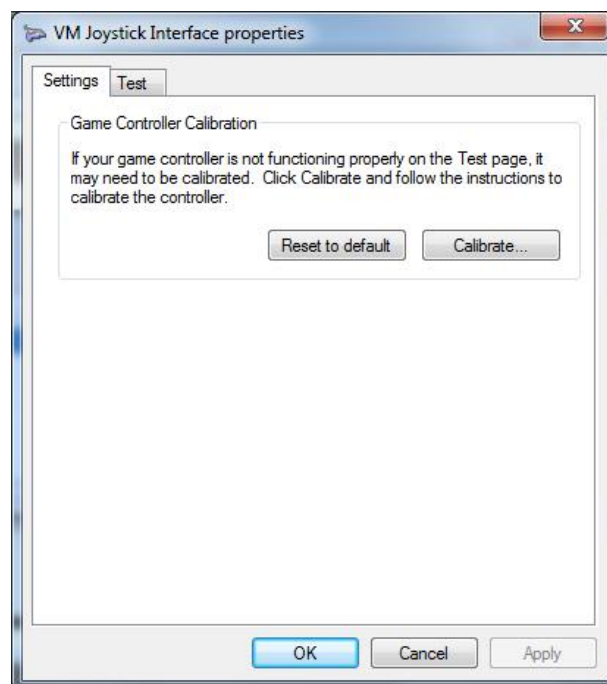 VM Joystick Interface properties
Settings
Test
Game Controller Calibration
If your game controller is not functioning properly on the Test page, it
may need to be calibrated.  Click Calibrate and follow the instructions to
calibrate the controller.
Reset to default
Calibrate...
OK
Cancel
Apply